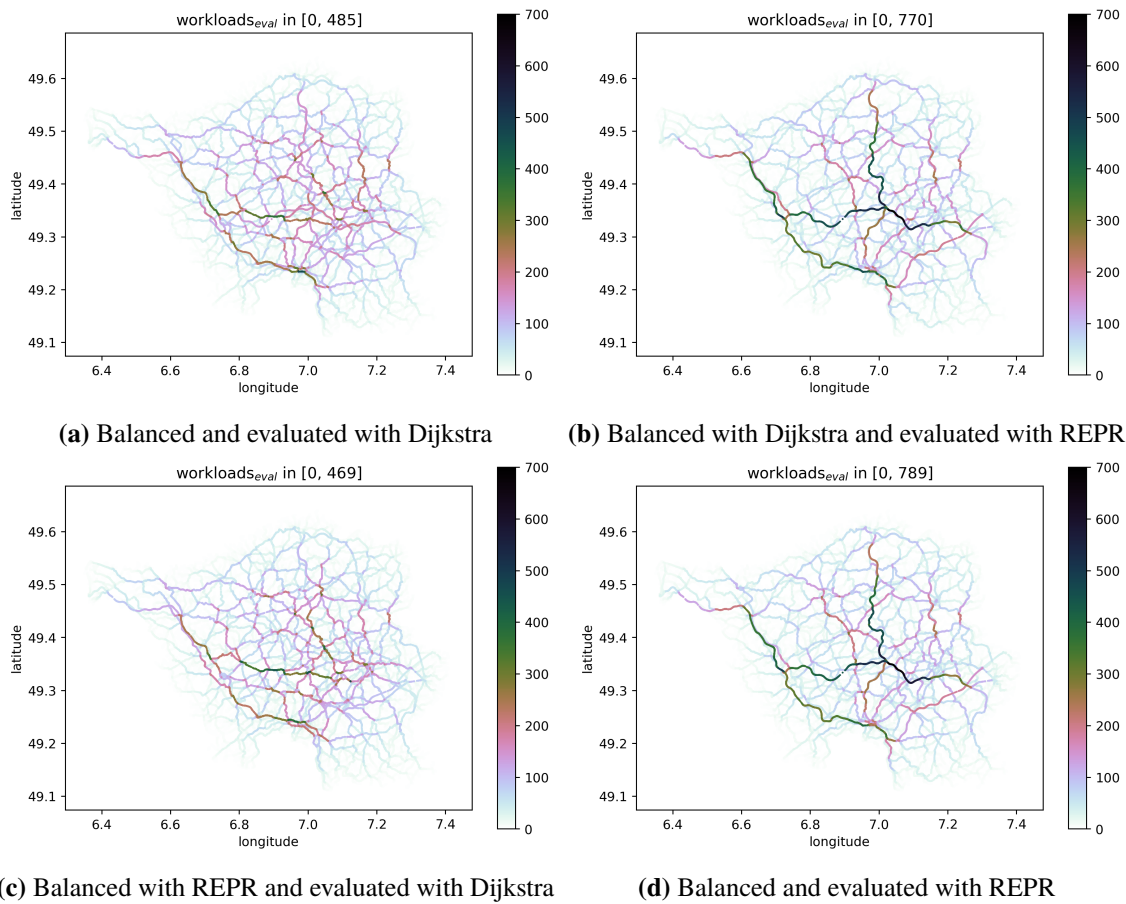 workloads_eval in [0, 485]
700
600
500
400
300
200
100
0
49.6
49.5
49.4
49.3
49.2
49.1
latitude
6.4 6.6 6.8 7.0 7.2 7.4
longitude
(a) Balanced and evaluated with Dijkstra
workloads_eval in [0, 770]
700
600
500
400
300
200
100
0
49.6
49.5
49.4
49.3
49.2
49.1
latitude
6.4 6.6 6.8 7.0 7.2 7.4
longitude
(b) Balanced with Dijkstra and evaluated with REPR
workloads_eval in [0, 469]
700
600
500
400
300
200
100
0
49.6
49.5
49.4
49.3
49.2
49.1
latitude
6.4 6.6 6.8 7.0 7.2 7.4
longitude
(c) Balanced with REPR and evaluated with Dijkstra
workloads_eval in [0, 789]
700
600
500
400
300
200
100
0
49.6
49.5
49.4
49.3
49.2
49.1
latitude
6.4 6.6 6.8 7.0 7.2 7.4
longitude
(d) Balanced and evaluated with REPR